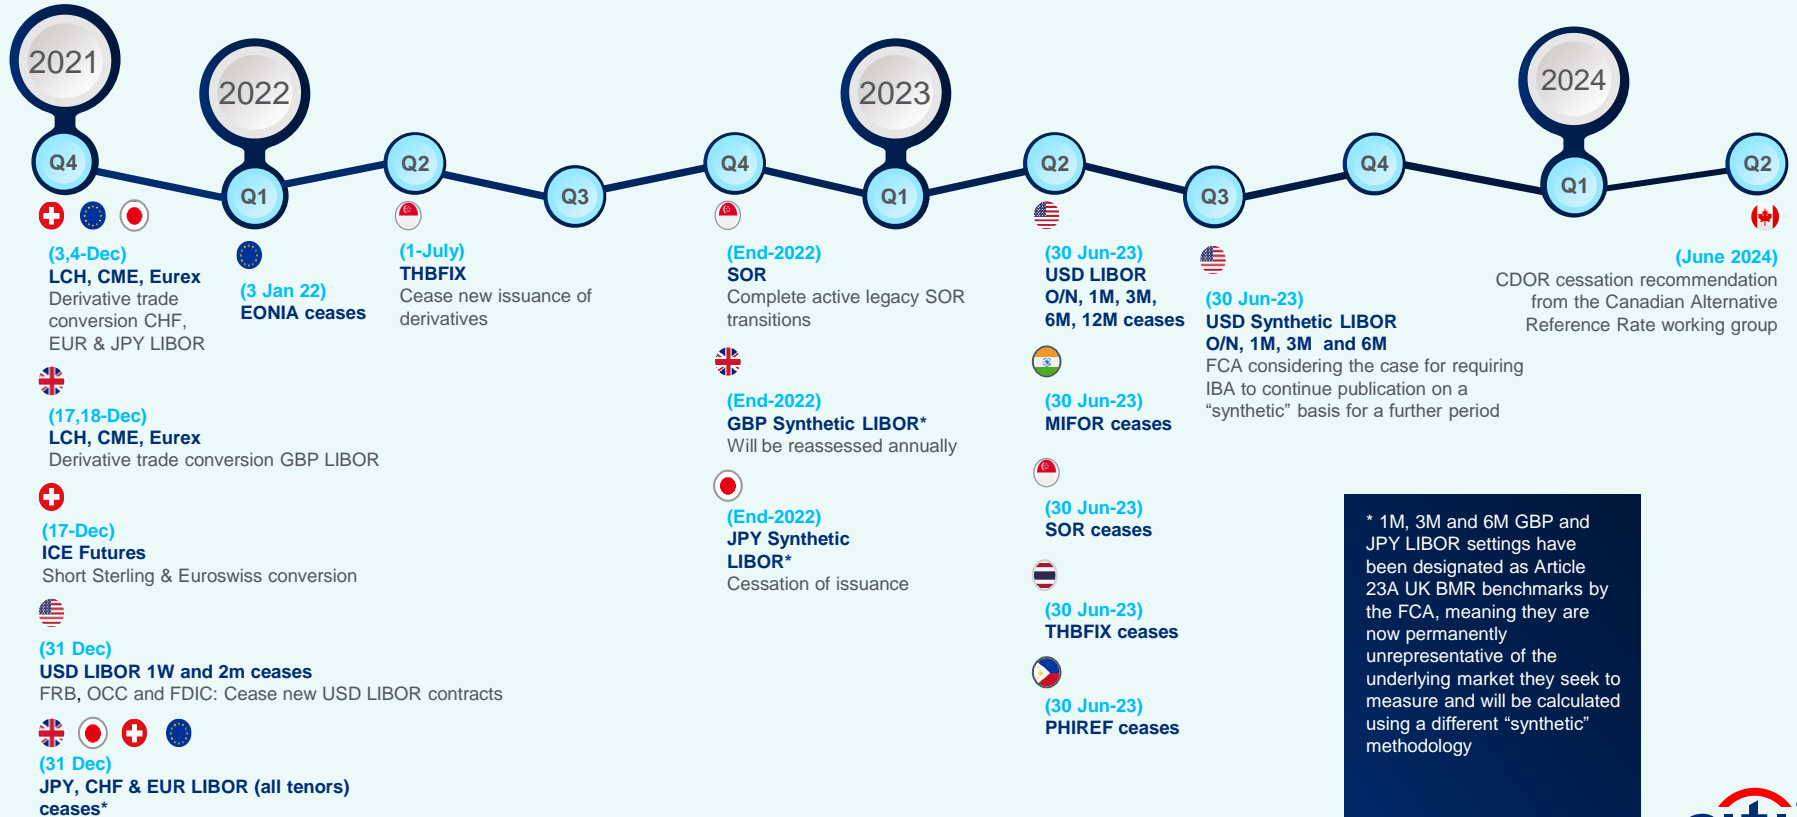 2021
2022
2023
2024
Q4
Q1
Q2
Q3
Q4
Q1
Q2
Q3
Q4
Q1
Q2
(3,4-Dec)
LCH, CME, Eurex
Derivative trade
conversion CHF,
EUR & JPY LIBOR
(17,18-Dec)
LCH, CME, Eurex
Derivative trade conversion GBP LIBOR
(17-Dec)
ICE Futures
Short Sterling & Euroswiss conversion
(31 Dec)
USD LIBOR 1W and 2m ceases
FRB, OCC and FDIC: Cease new USD LIBOR contracts
(31 Dec)
JPY, CHF & EUR LIBOR (all tenors)
ceases*
(3 Jan 22)
EONIA ceases
(1-July)
THBFIX
Cease new issuance of
derivatives
(End-2022)
SOR
Complete active legacy SOR
transitions
(End-2022)
GBP Synthetic LIBOR*
Will be reassessed annually
(End-2022)
JPY Synthetic
LIBOR*
Cessation of issuance
(30 Jun-23)
USD LIBOR
O/N, 1M, 3M,
6M, 12M ceases
(30 Jun-23)
MIFOR ceases
(30 Jun-23)
SOR ceases
(30 Jun-23)
THBFIX ceases
(30 Jun-23)
PHIREF ceases
(30 Jun-23)
USD Synthetic LIBOR
O/N, 1M, 3M  and 6M
FCA considering the case for requiring
IBA to continue publication on a
“synthetic” basis for a further period
(June 2024)
CDOR cessation recommendation
from the Canadian Alternative
Reference Rate working group
* 1M, 3M and 6M GBP and
JPY LIBOR settings have
been designated as Article
23A UK BMR benchmarks by
the FCA, meaning they are
now permanently
unrepresentative of the
underlying market they seek to
measure and will be calculated
using a different “synthetic”
methodology
citi